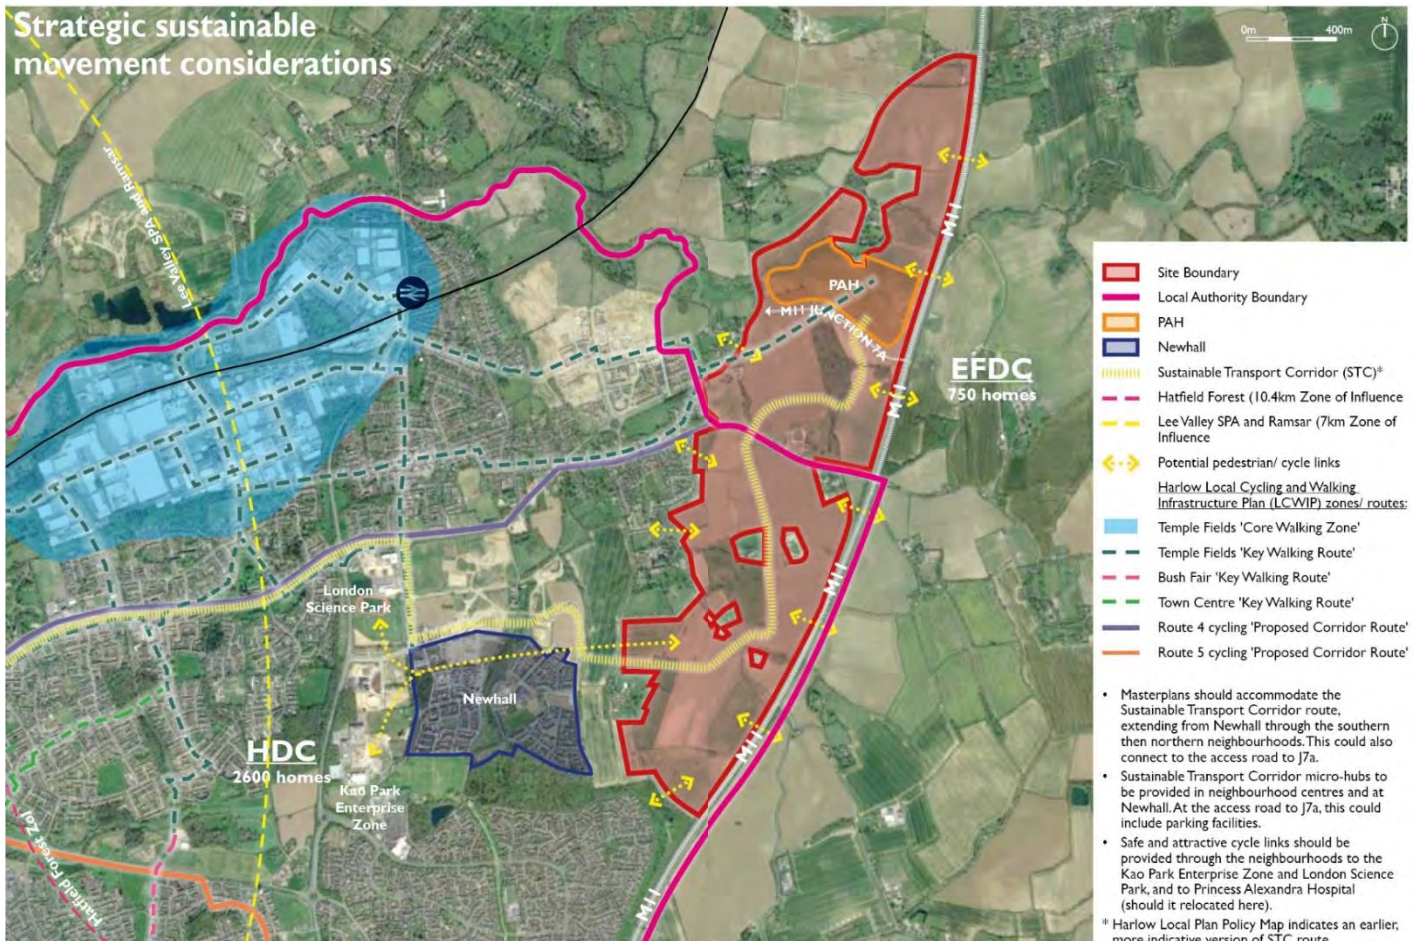 Strategic sustainable
movement considerations
0m 400m
N
Lee Valley SPA and Ramsar
M11
PAH
M11 JUNCTION 7A
EFDC
750 homes
M11
M11
London
Science Park
Newhall
M11
HDC
2600 homes
Kao Park
Enterprise
Zone
Hatfield Forest ZoI
M11
Site Boundary
Local Authority Boundary
PAH
Newhall
Sustainable Transport Corridor (STC)*
Hatfield Forest (10.4km Zone of Influence
Lee Valley SPA and Ramsar (7km Zone of
Influence
Potential pedestrian/ cycle links
Harlow Local Cycling and Walking
Infrastructure Plan (LCWIP) zones/ routes:
Temple Fields 'Core Walking Zone'
Temple Fields 'Key Walking Route'
Bush Fair 'Key Walking Route'
Town Centre 'Key Walking Route'
Route 4 cycling 'Proposed Corridor Route'
Route 5 cycling 'Proposed Corridor Route'
• Masterplans should accommodate the
Sustainable Transport Corridor route,
extending from Newhall through the southern
then northern neighbourhoods. This could also
connect to the access road to J7a.
• Sustainable Transport Corridor micro-hubs to
be provided in neighbourhood centres and at
Newhall. At the access road to J7a, this could
include parking facilities.
• Safe and attractive cycle links should be
provided through the neighbourhoods to the
Kao Park Enterprise Zone and London Science
Park, and to Princess Alexandra Hospital
(should it relocated here).
* Harlow Local Plan Policy Map indicates an earlier,
more indicative version of STC route